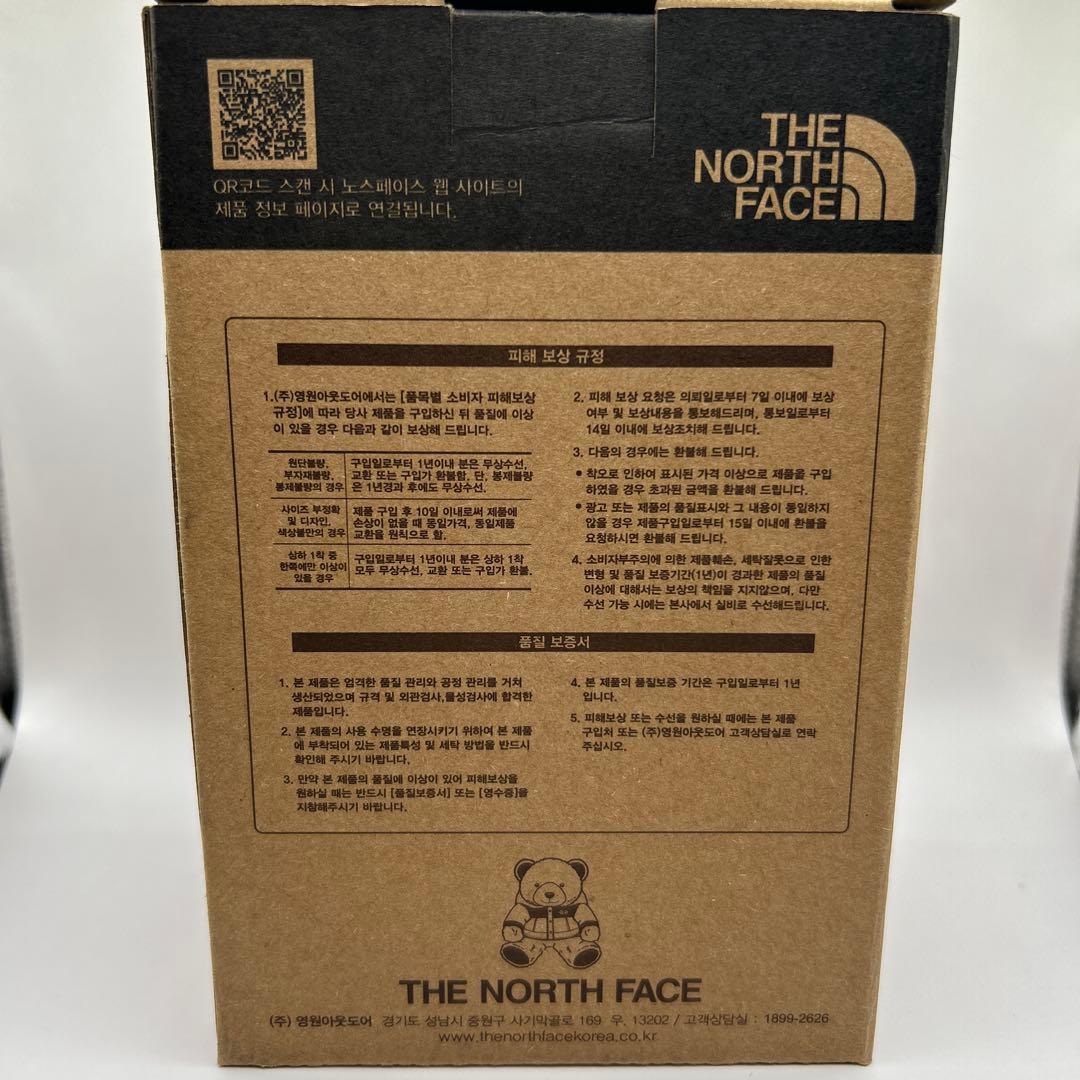 QR코드 스캔 시 노스페이스 웹 사이트의
제품 정보 페이지로 연결됩니다.
THE
NORTH
FACE
피해 보상 규정
1.(주)영원아웃도어에서는 [품목별 소비자 피해보상
규정]에 따라 당사 제품을 구입하신 뒤 품질에 이상
이 있을 경우 다음과 같이 보상해 드립니다.
원단불량,
부자재불량,
봉제불량의 경우
구입일로부터 1년이내 분은 무상수선,
교환 또는 구입가 환불함. 단, 봉제불량
은 1년경과 후에도 무상수선.
사이즈 부정확
및 디자인,
색상불만의 경우
제품 구입 후 10일 이내로써 제품에
손상이 없을 때 동일가격, 동일제품
교환을 원칙으로 함.
상하 1착 중
한쪽에만 이상이
있을 경우
구입일로부터 1년이내 분은 상하 1착
모두 무상수선, 교환 또는 구입가 환불.
2. 피해 보상 요청은 의뢰일로부터 7일 이내에 보상
여부 및 보상내용을 통보해드리며, 통보일로부터
14일 이내에 보상조치해 드립니다.
3. 다음의 경우에는 환불해 드립니다.
• 착오로 인하여 표시된 가격 이상으로 제품을 구입
하였을 경우 초과된 금액을 환불해 드립니다.
• 광고 또는 제품의 품질표시와 그 내용이 동일하지
않을 경우 제품구입일로부터 15일 이내에 환불을
요청하시면 환불해 드립니다.
4. 소비자부주의에 의한 제품훼손, 세탁잘못으로 인한
변형 및 품질 보증기간(1년)이 경과한 제품의 품질
이상에 대해서는 보상의 책임을 지지않으며, 다만
수선 가능 시에는 본사에서 실비로 수선해드립니다.
품질 보증서
1. 본 제품은 엄격한 품질 관리와 공정 관리를 거쳐
생산되었으며 규격 및 외관검사,물성검사에 합격한
제품입니다.
2. 본 제품의 사용 수명을 연장시키기 위하여 본 제품
에 부착되어 있는 제품특성 및 세탁 방법을 반드시
확인해 주시기 바랍니다.
3. 만약 본 제품의 품질에 이상이 있어 피해보상을
원하실 때는 반드시 [품질보증서] 또는 [영수증]을
지참해주시기 바랍니다.
4. 본 제품의 품질보증 기간은 구입일로부터 1년
입니다.
5. 피해보상 또는 수선을 원하실 때에는 본 제품
구입처 또는 (주)영원아웃도어 고객상담실로 연락
주십시오.
THE NORTH FACE
(주) 영원아웃도어 경기도 성남시 중원구 사기막골로 169 우. 13202 / 고객상담실 : 1899-2626
www.thenorthfacekorea.co.kr